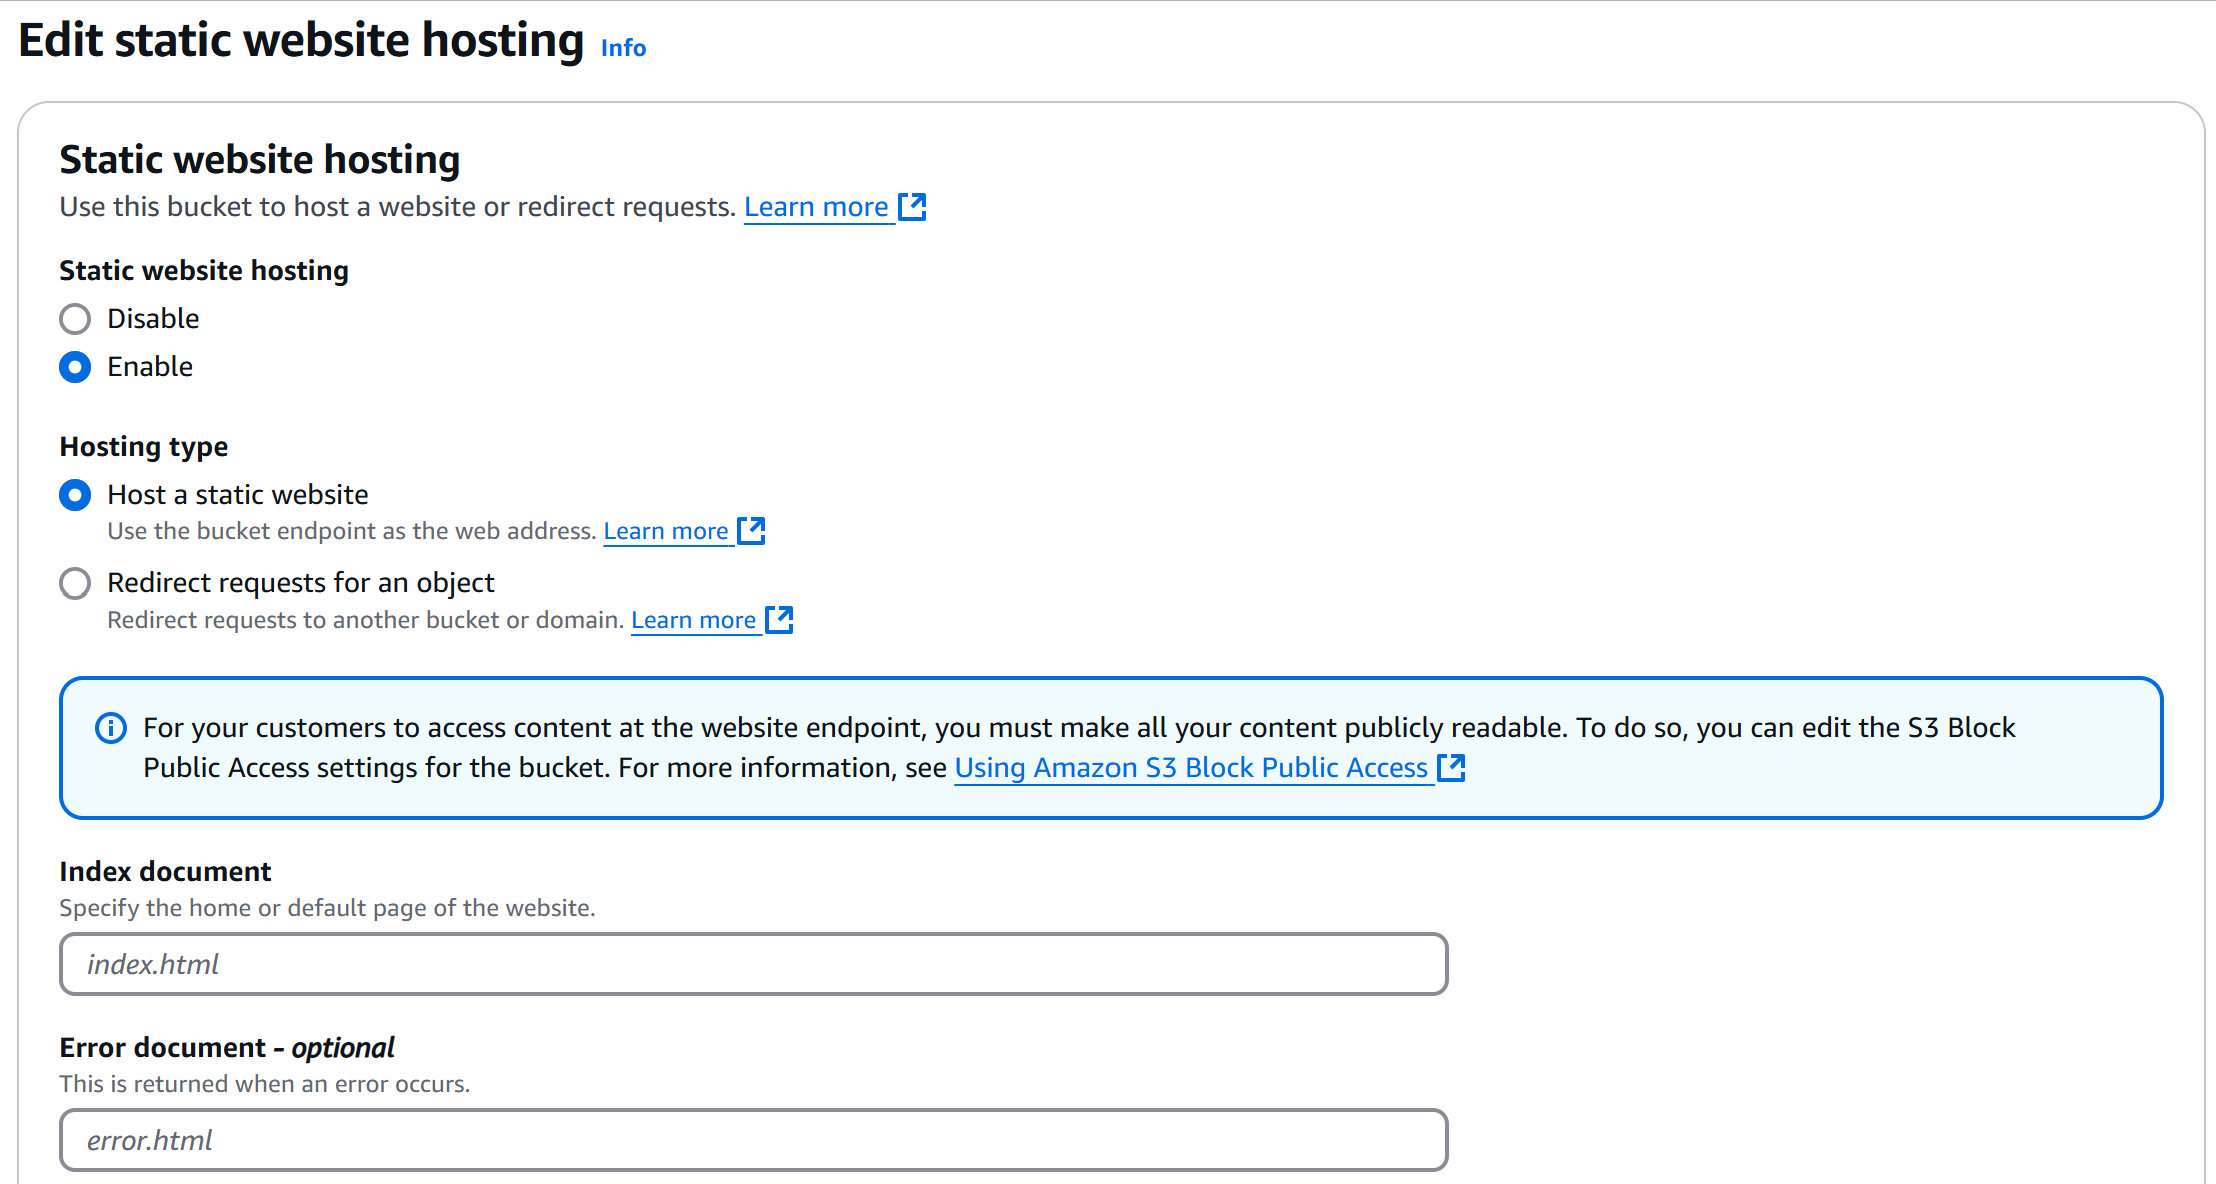 Edit static website hosting Info
Static website hosting
Use this bucket to host a website or redirect requests. Learn more
Static website hosting
Disable
Enable
Hosting type
Host a static website
Use the bucket endpoint as the web address. Learn more
Redirect requests for an object
Redirect requests to another bucket or domain. Learn more
For your customers to access content at the website endpoint, you must make all your content publicly readable. To do so, you can edit the S3 Block
Public Access settings for the bucket. For more information, see Using Amazon S3 Block Public Access
Index document
Specify the home or default page of the website.
index.html
Error document - optional
This is returned when an error occurs.
error.html